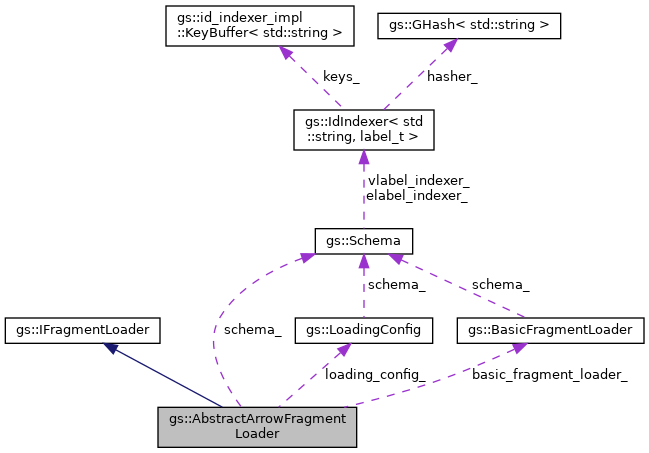 gs::id_indexer_impl
::KeyBuffer< std::string >
gs::GHash< std::string >
keys_
hasher_
gs::IdIndexer< std
::string, label_t >
vlabel_indexer_
elabel_indexer_
gs::Schema
schema_
schema_
schema_
gs::IFragmentLoader
gs::LoadingConfig
gs::BasicFragmentLoader
loading_config_
basic_fragment_loader_
gs::AbstractArrowFragment
Loader